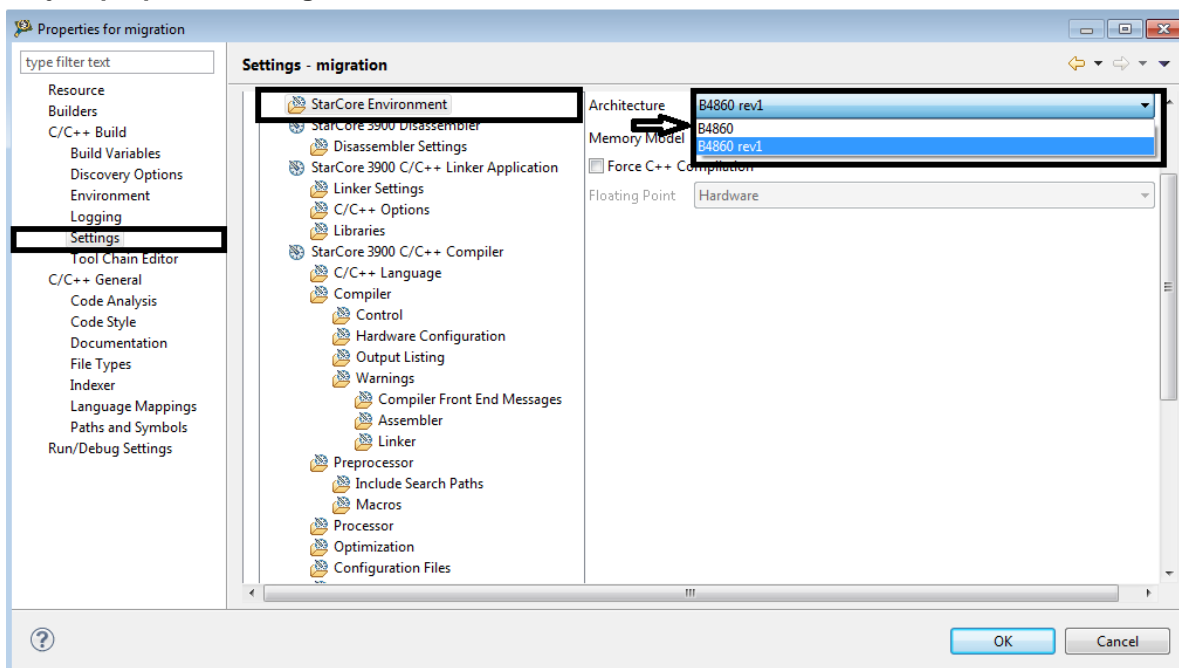 Properties for migration
type filter text
Resource
Builders
C/C++ Build
Build Variables
Discovery Options
Environment
Logging
Settings
Tool Chain Editor
C/C++ General
Code Analysis
Code Style
Documentation
File Types
Indexer
Language Mappings
Paths and Symbols
Run/Debug Settings
Settings - migration
StarCore Environment
StarCore 3900 Disassembler
Disassembler Settings
StarCore 3900 C/C++ Linker Application
Linker Settings
C/C++ Options
Libraries
StarCore 3900 C/C++ Compiler
C/C++ Language
Compiler
Control
Hardware Configuration
Output Listing
Warnings
Compiler Front End Messages
Assembler
Linker
Preprocessor
Include Search Paths
Macros
Processor
Optimization
Configuration Files
Architecture B4860 rev1
B4860
Memory Model B4860 rev1
Force C++ Compilation
Floating Point Hardware
OK Cancel